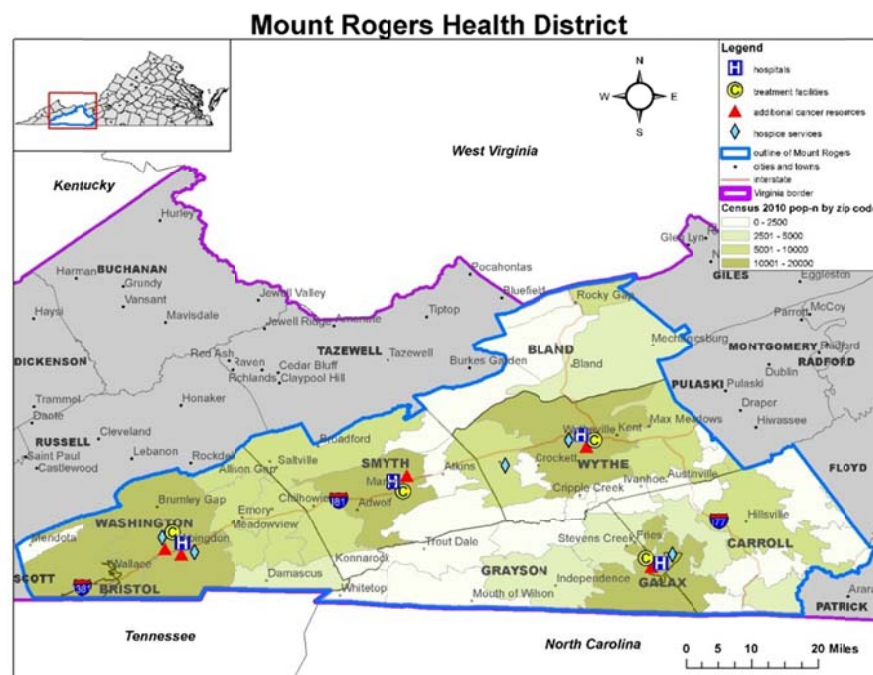 Mount Rogers Health District
Legend
H hospitals
C treatment facilities
additional cancer resources
hospice services
outline of Mount Rogers
cities and towns
interstate
Virginia border
Census 2010 pop-n by zip code
0 - 2500
2501 - 5000
5001 - 10000
10001 - 20000
N
W E
S
West Virginia
Kentucky
Hurley
Glen Lyn
Harman
BUCHANAN
Grundy
Vansant
Pocahontas
Bluefield
GILES
Eggleston
Jewell Valley
Rocky Gap
Haysi
Mavisdale
Jewell Ridge
Tiptop
McCoy
Parrott
Mechanicsburg
DICKENSON
TAZEWELL
Tazewell
BLAND
MONTGOMERY
Radford
RADFORD
Red Ash
Raven
Cedar Bluff
Burkes Garden
Bland
Dublin
Richlands
Claypool Hill
PULASKI
Pulaski
Trammel
Honaker
Draper
Dante
Hiwassee
Cleveland
Broadford
Kent
Max Meadows
RUSSELL
Saint Paul
Lebanon
Rockdell
Saltville
SMYTH
Atkins
Crockett
WYTHE
Castlewood
Allison Gap
FLOYD
H
C
Ivanhoe
Austinville
Chilhowie
I81
Adwolf
Cripple Creek
Brumley Gap
Emory
Meadowview
Hillsville
WASHINGTON
I77
Mendota
Abingdon
Trout Dale
Stevens Creek
Fries
CARROLL
Konnarock
Wallace
GRAYSON
SCOTT
I381
BRISTOL
Damascus
Whitetop
Independence
GALAX
Mouth of Wilson
PATRICK
Ararat
Tennessee
North Carolina
0 5 10 20 Miles